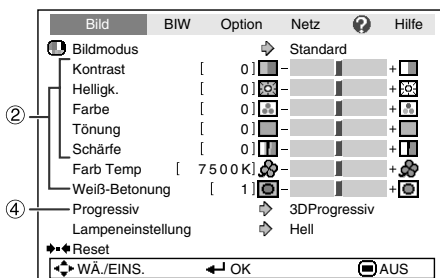 Bild BIW Option Netz ? Hilfe
Bildmodus Standard
Kontrast [ 0] - +
Helligk. [ 0] - +
② Farbe [ 0] - +
Tönung [ 0] - +
Schärfe [ 0] - +
Farb Temp [ 7500K] - +
Weiß-Betonung [ 1] - +
④ Progressiv 3DProgressiv
Lampeneinstellung Hell
Reset
WÄ./EINS. OK AUS